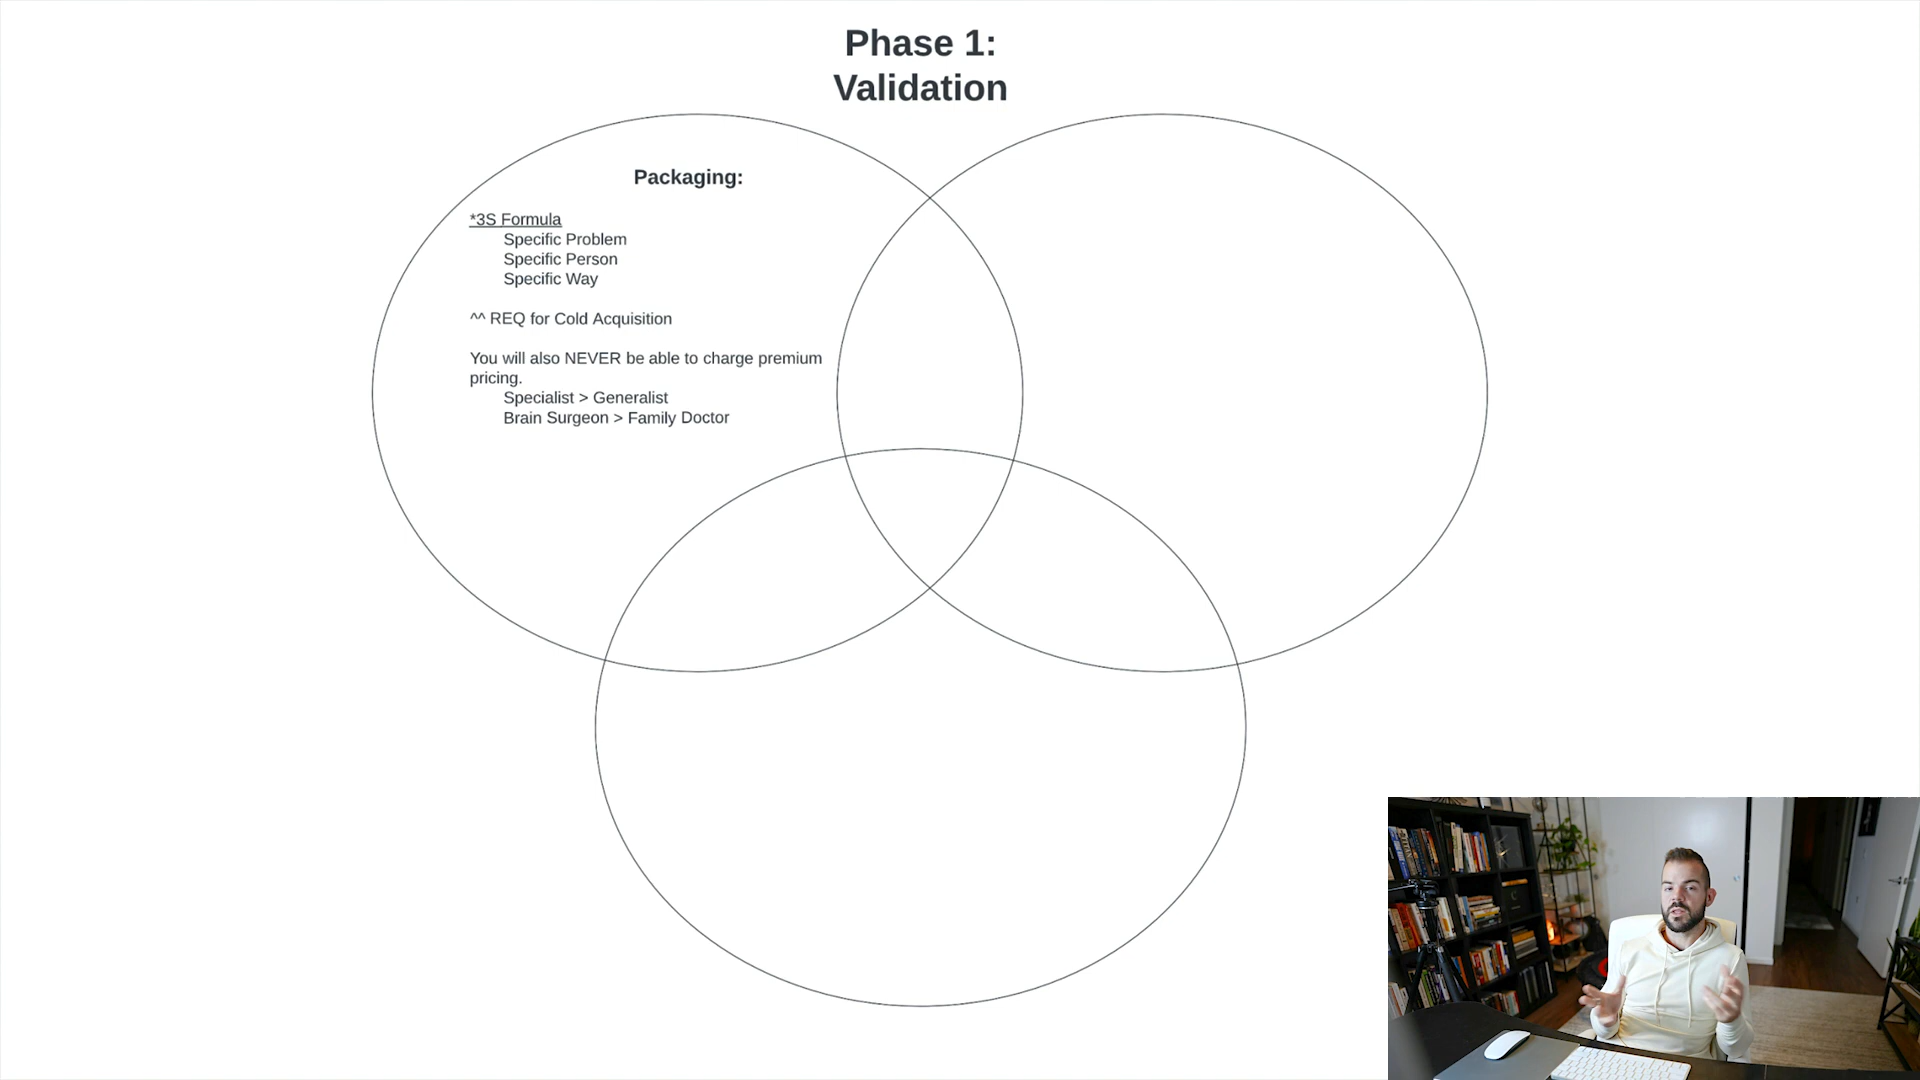 Phase 1:
Validation
Packaging:
*3S Formula
Specific Problem
Specific Person
Specific Way
^^ REQ for Cold Acquisition
You will also NEVER be able to charge premium
pricing.
Specialist > Generalist
Brain Surgeon > Family Doctor